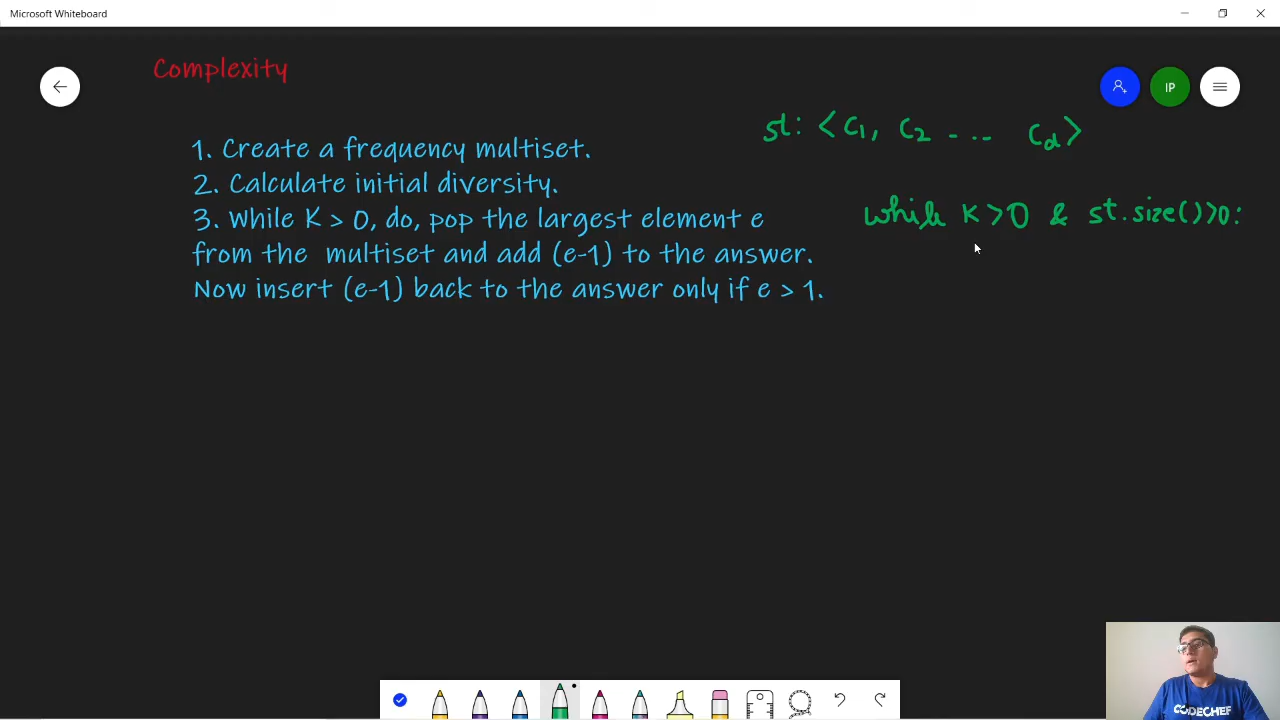 Microsoft Whiteboard
Complexity
IP
st: <c1, c2 - .. cd>
1. Create a frequency multiset.
2. Calculate initial diversity.
3. While K > 0, do, pop the largest element e
from the multiset and add (e-1) to the answer.
Now insert (e-1) back to the answer only if e > 1.
while K>0 & st.size()>0:
CODECHEF